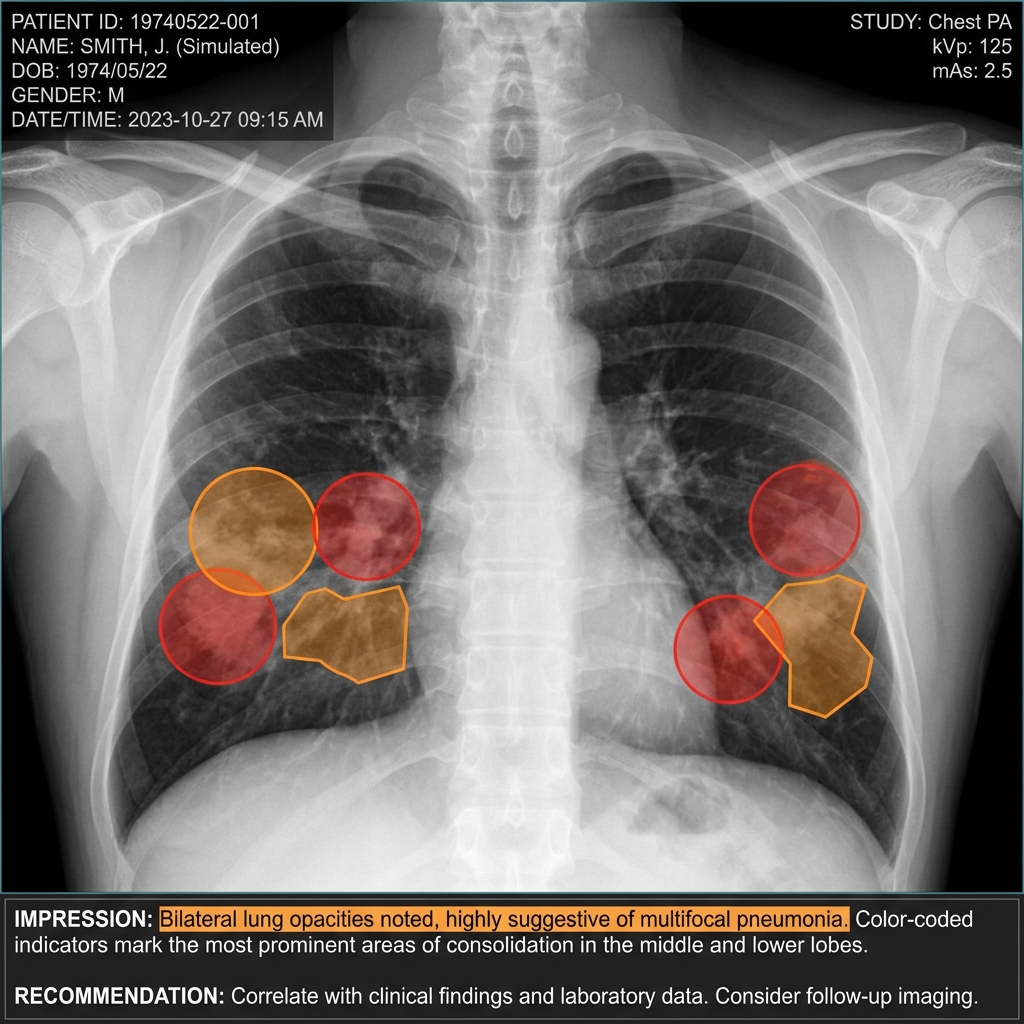 PATIENT ID: 19740522-001
NAME: SMITH, J. (Simulated)
DOB: 1974/05/22
GENDER: M
DATE/TIME: 2023-10-27 09:15 AM
STUDY: Chest PA
kVp: 125
mAs: 2.5
IMPRESSION: Bilateral lung opacities noted, highly suggestive of multifocal pneumonia. Color-coded
indicators mark the most prominent areas of consolidation in the middle and lower lobes.
RECOMMENDATION: Correlate with clinical findings and laboratory data. Consider follow-up imaging.